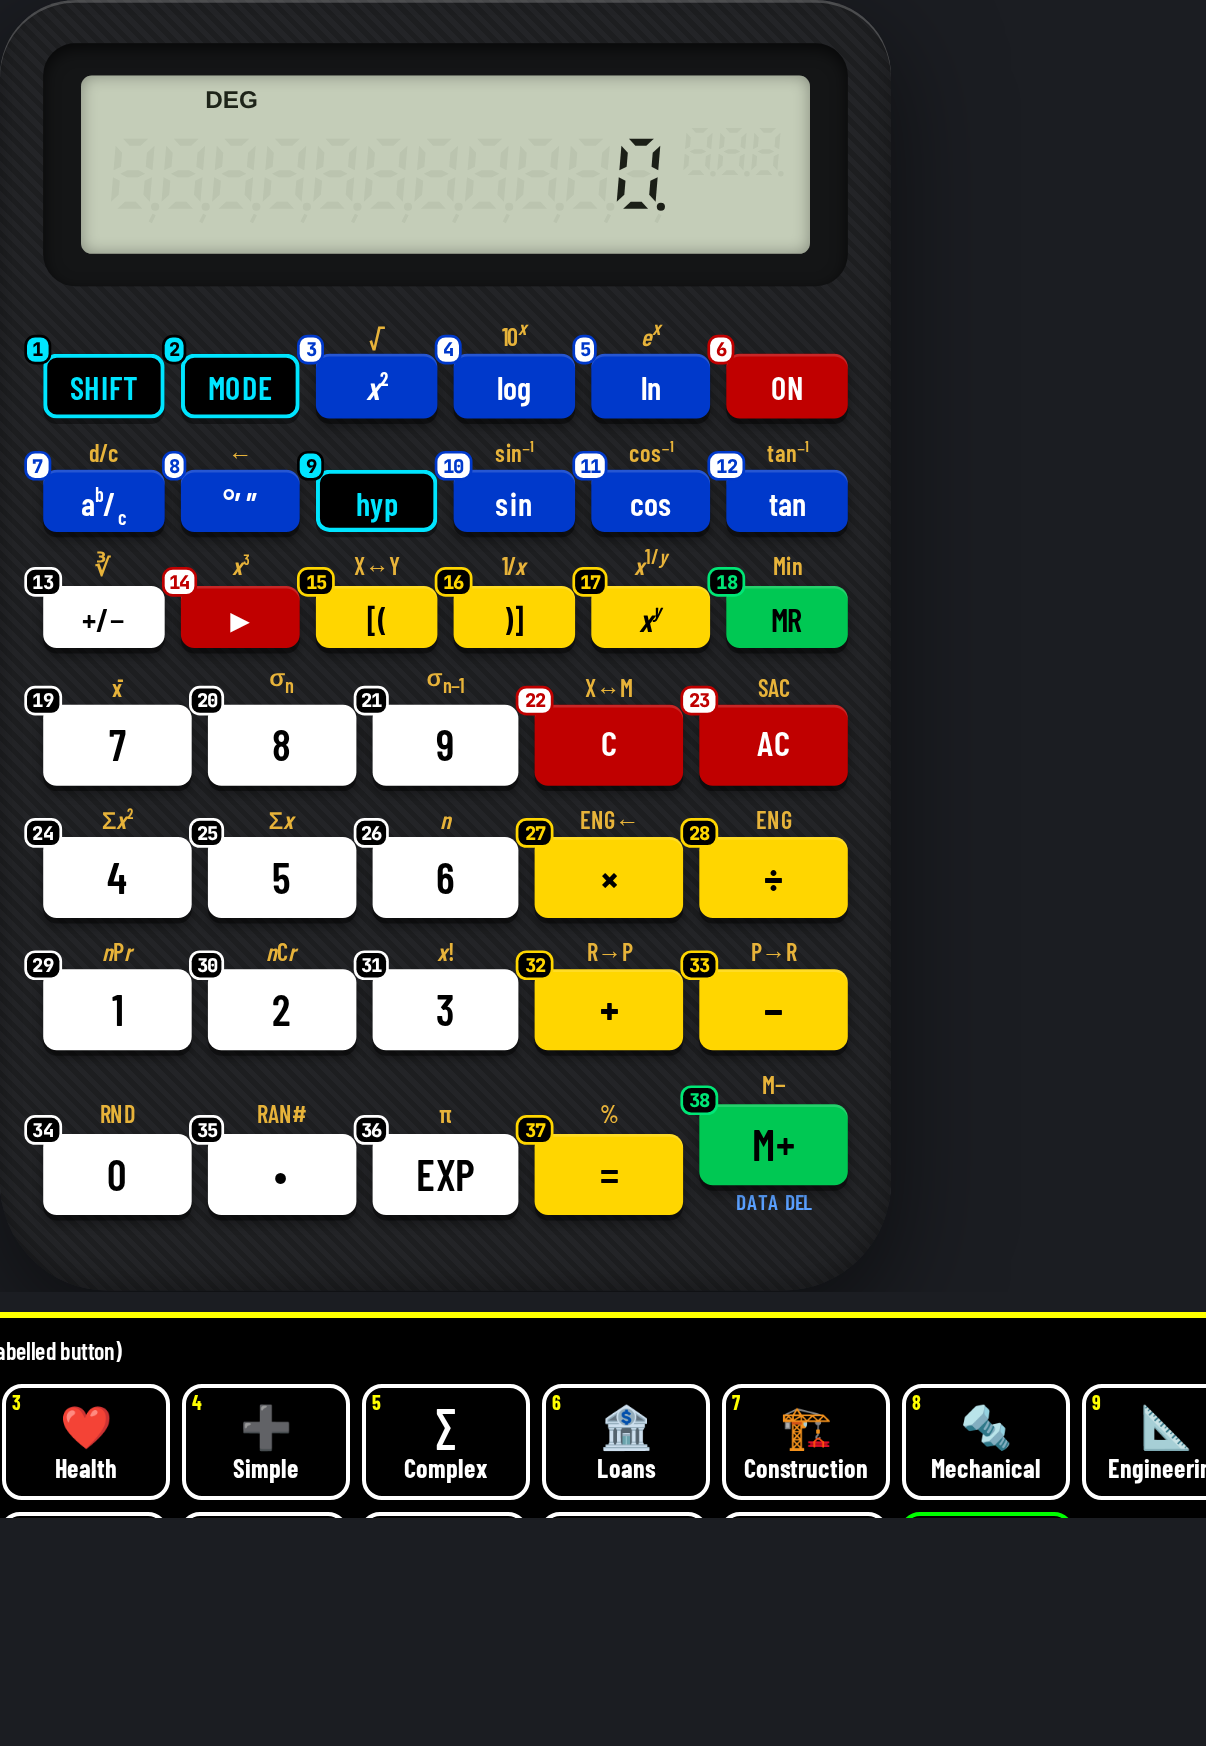 DEG
0.
√ 10ˣ eˣ
1 SHIFT 2 MODE 3 x² 4 log 5 ln 6 ON
d/c ← sin⁻¹ cos⁻¹ tan⁻¹
7 aᵇ/c 8 °′″ 9 hyp 10 sin 11 cos 12 tan
∛ x³ X↔Y 1/x x¹/ʸ Min
13 +/− 14 ▶ 15 [( 16 )] 17 xʸ 18 MR
x̄ σn σn−1 X↔M SAC
19 7 20 8 21 9 22 C 23 AC
Σx² Σx n ENG← ENG
24 4 25 5 26 6 27 × 28 ÷
nPr nCr x! R→P P→R
29 1 30 2 31 3 32 + 33 −
RND RAN# π % M−
34 0 35 • 36 EXP 37 = 38 M+
DATA DEL
abelled button)
3 4 5 6 7 8 9
Σ
Health Simple Complex Loans Construction Mechanical Engineerin